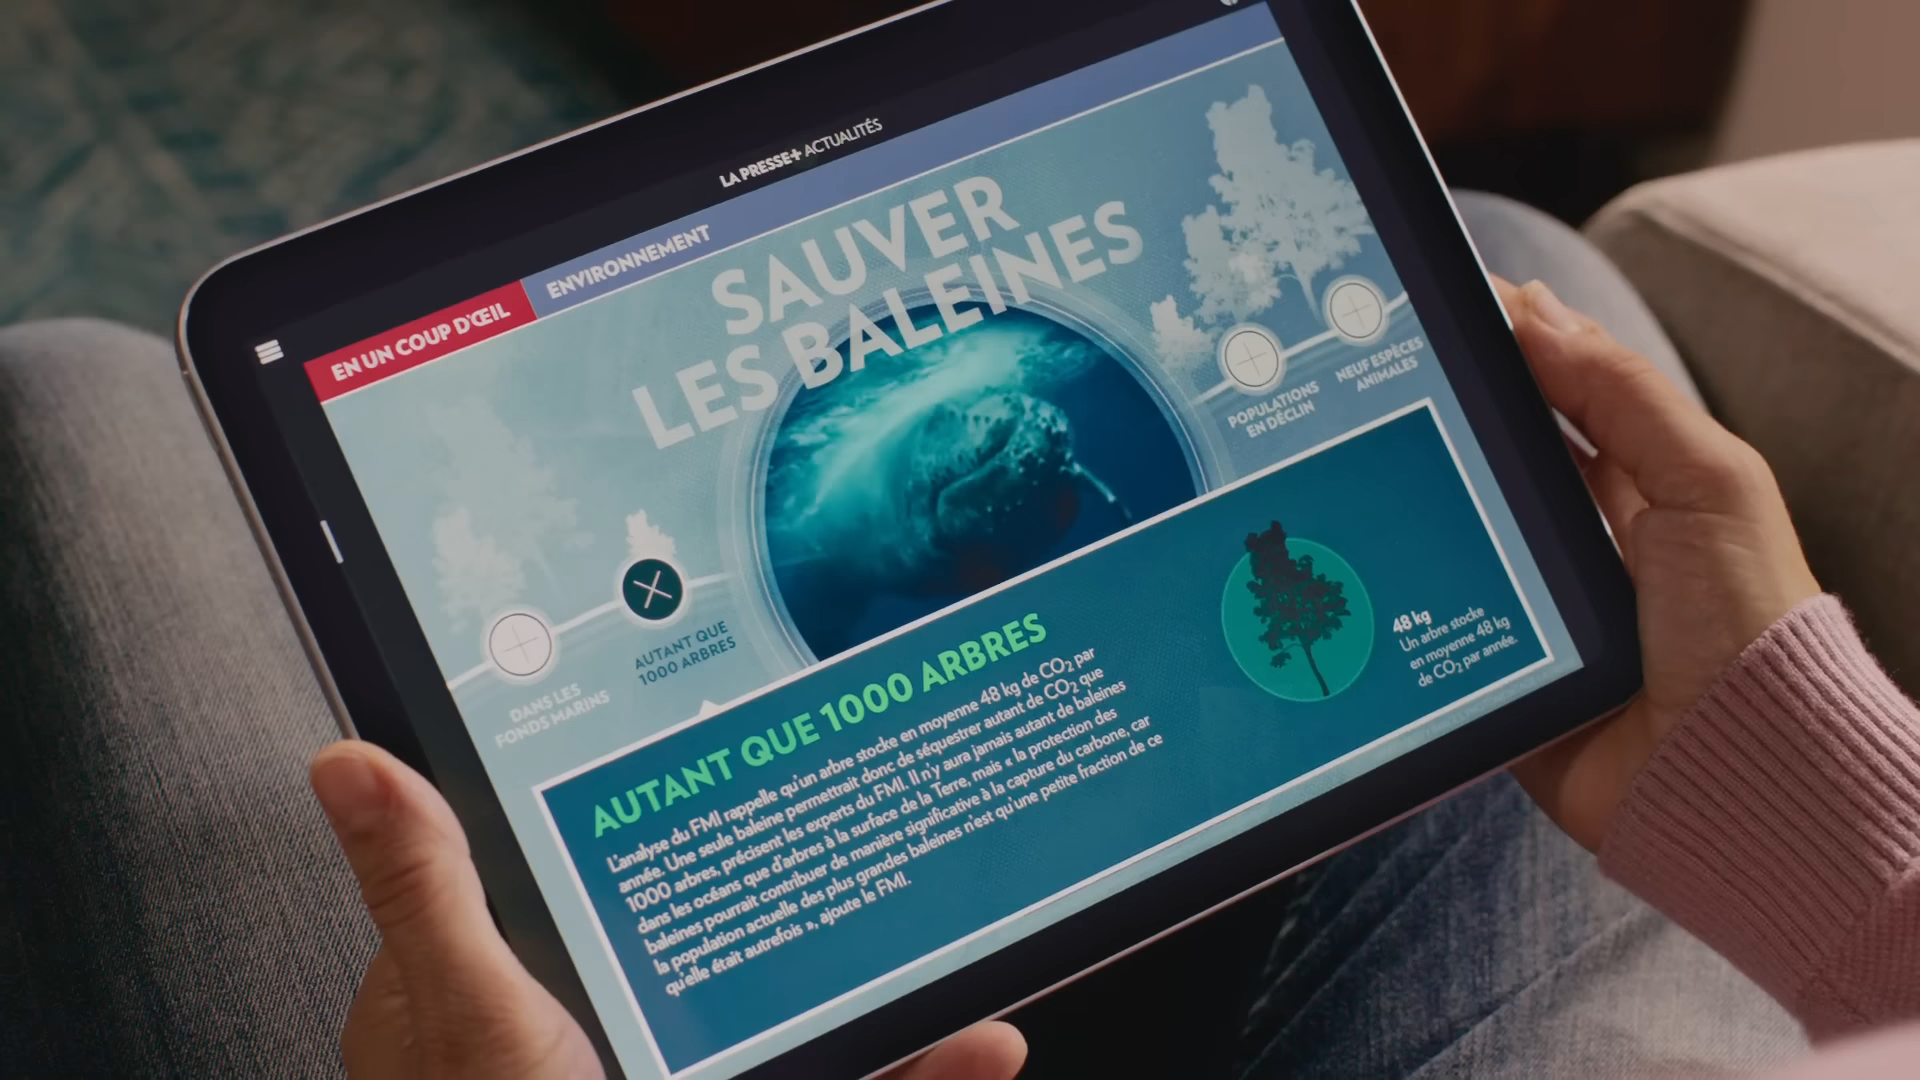 LA PRESSE+ ACTUALITÉS
EN UN COUP D'ŒIL
ENVIRONNEMENT
SAUVER
LES BALEINES
DANS LES
FONDS MARINS
AUTANT QUE
1000 ARBRES
POPULATIONS
EN DÉCLIN
NEUF ESPÈCES
ANIMALES
AUTANT QUE 1000 ARBRES
L'analyse du FMI rappelle qu'un arbre stocke en moyenne 48 kg de CO₂ par
année. Une seule baleine permettrait donc de séquestrer autant de CO₂ que
1000 arbres, précisent les experts du FMI. Il n'y aura jamais autant de baleines
dans les océans que d'arbres à la surface de la Terre, mais « la protection des
baleines pourrait contribuer de manière significative à la capture du carbone, car
la population actuelle des plus grandes baleines n'est qu'une petite fraction de ce
qu'elle était autrefois », ajoute le FMI.
48 kg
Un arbre stocke
en moyenne 48 kg
de CO₂ par année.